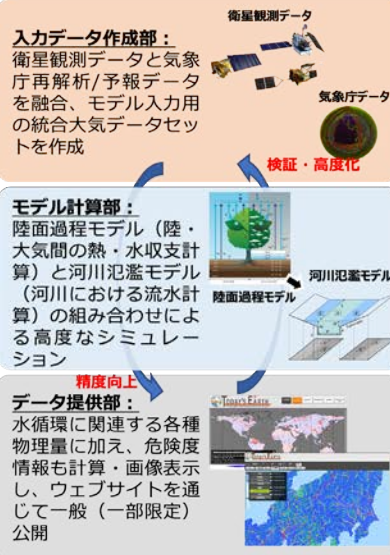 衛星観測データ
入力データ作成部：
衛星観測データと気象
庁再解析/予報データ
を融合、モデル入力用
の統合大気データセッ
トを作成
気象庁データ
検証・高度化
モデル計算部：
陸面過程モデル（陸・
大気間の熱・水収支計
算）と河川氾濫モデル
（河川における流水計
算）の組み合わせによ
る高度なシミュレー
ション
陸面過程モデル
河川氾濫モデル
精度向上
データ提供部：
水循環に関連する各種
物理量に加え、危険度
情報も計算・画像表示
し、ウェブサイトを通
じて一般（一部限定）
公開
TODAY'S EARTH